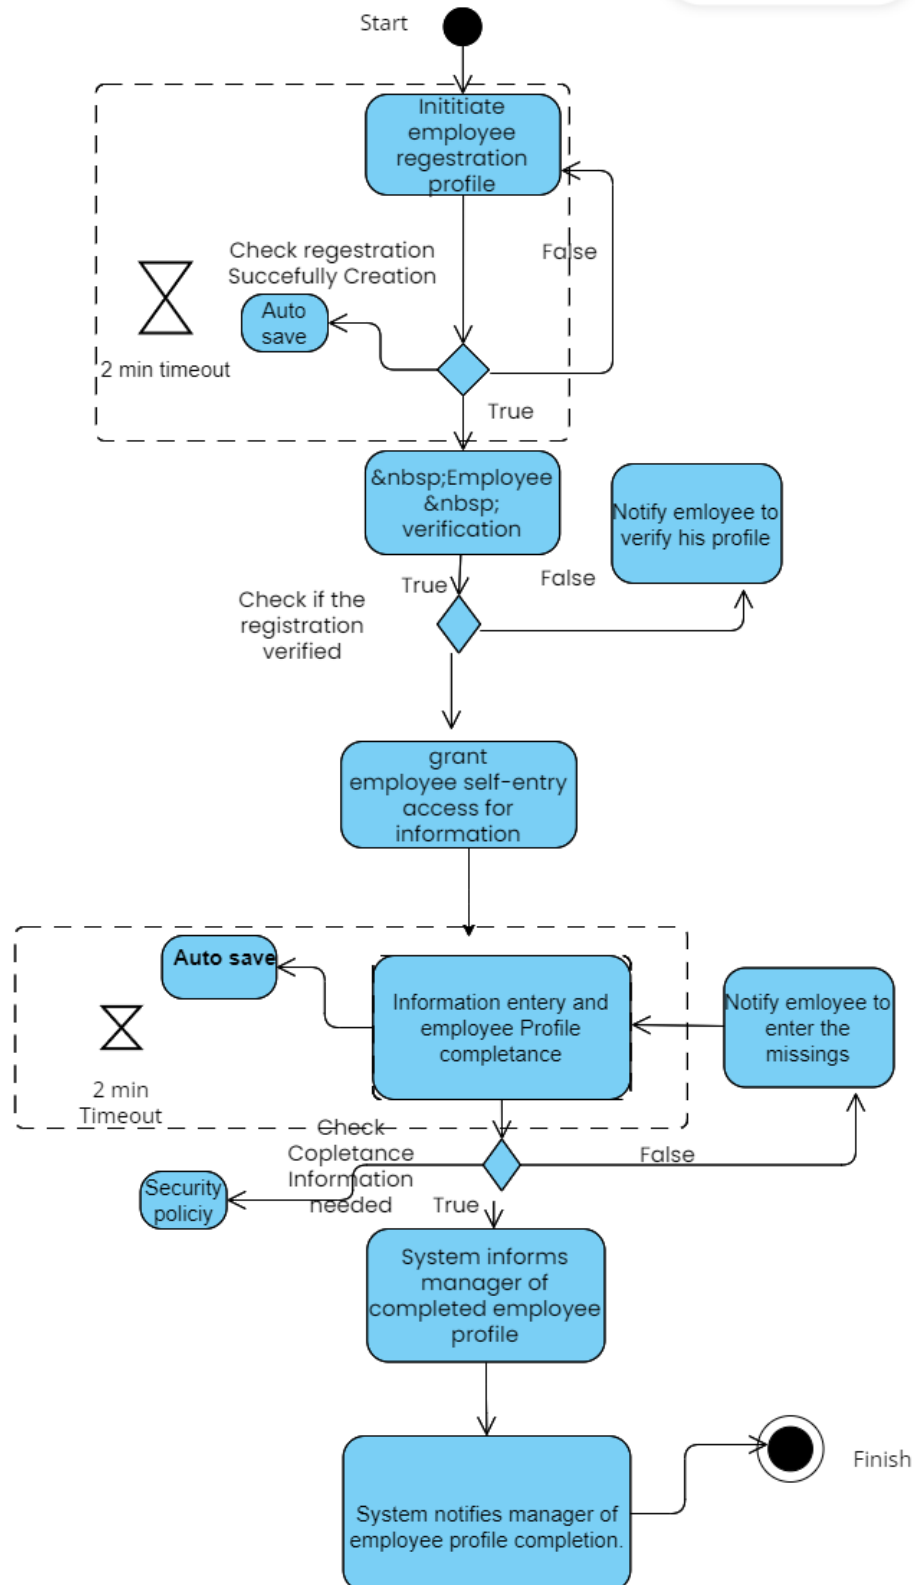 Start
Inititiate
employee
regestration
profile
Check regestration
Succefully Creation
False
Auto
save
2 min timeout
True
&nbsp;Employee
&nbsp;
verification
Notify emloyee to
verify his profile
True
False
Check if the
registration
verified
grant
employee self-entry
access for
information
Auto save
Information entery and
employee Profile
completance
Notify emloyee to
enter the
missings
2 min
Timeout
Check
Copletance
Information
needed
False
Security
policiy
True
System informs
manager of
completed employee
profile
Finish
System notifies manager of
employee profile completion.